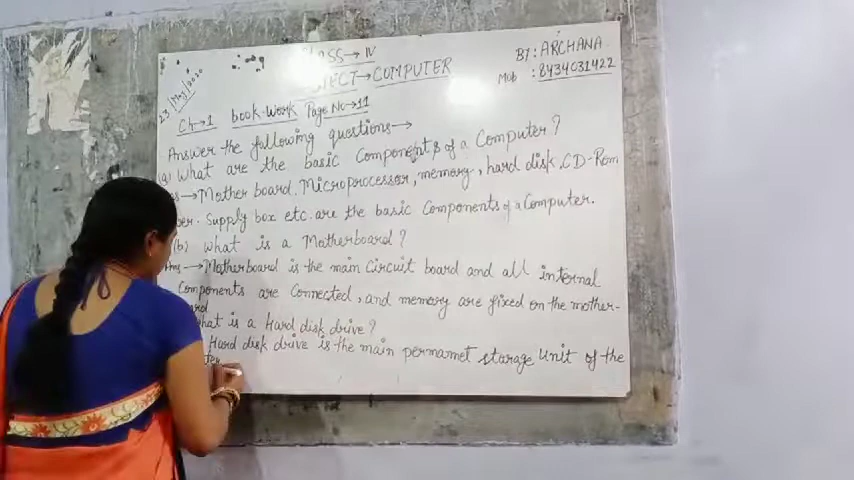 CLASS → IV
23 | May | 2020
SUBJECT → COMPUTER
BY: ARCHANA
Mob : 8434031422
Ch → 1 book-Work Page No → 11
Answer the following questions →
(a) What are the basic Components of a Computer?
Ans → Mother board, Microprocessor, memory, hard disk, CD-Rom
Supply box etc. are the basic Components of a Computer.
(b) What is a Motherboard?
Ans → Motherboard is the main Circuit board and all internal
Components are Connected, and memory are fixed on the mother-
What is a Hard disk drive?
Hard disk drive is the main permamet starage Unit of the